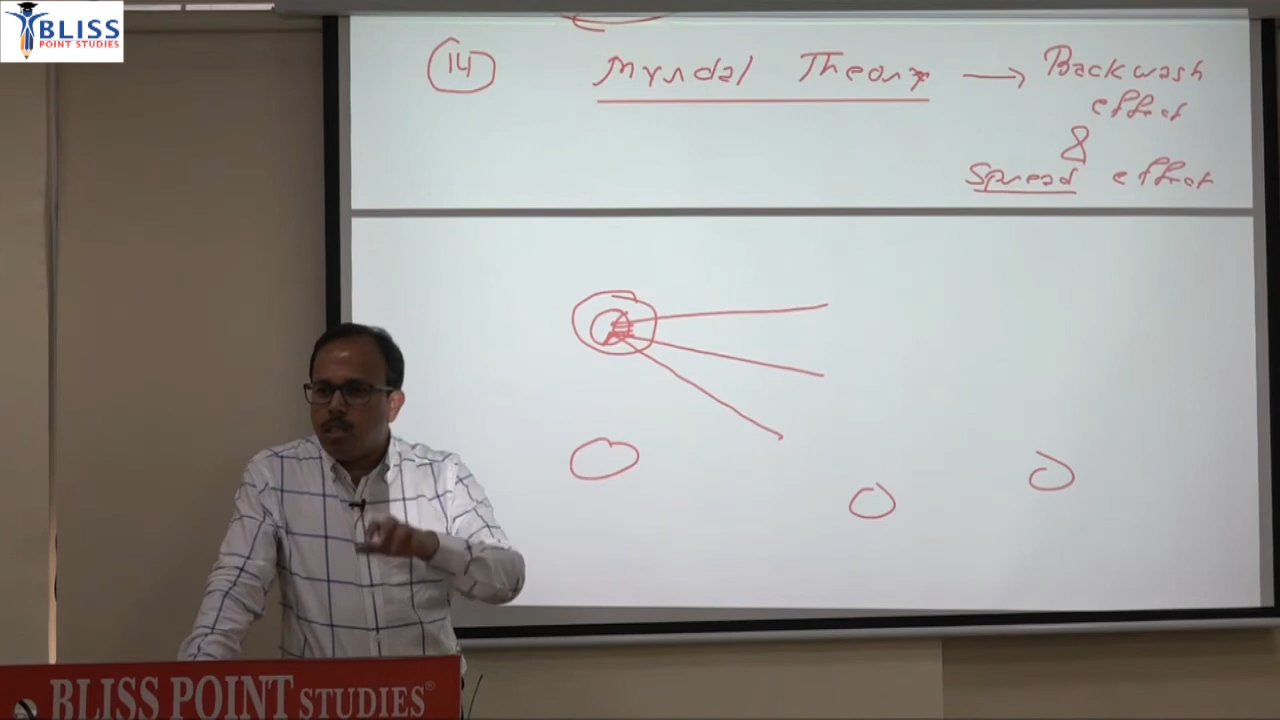 BLISS
POINT STUDIES
14 Myrdal Theory → Backwash
effect
&
Spread effect
BLISS POINT STUDIES®